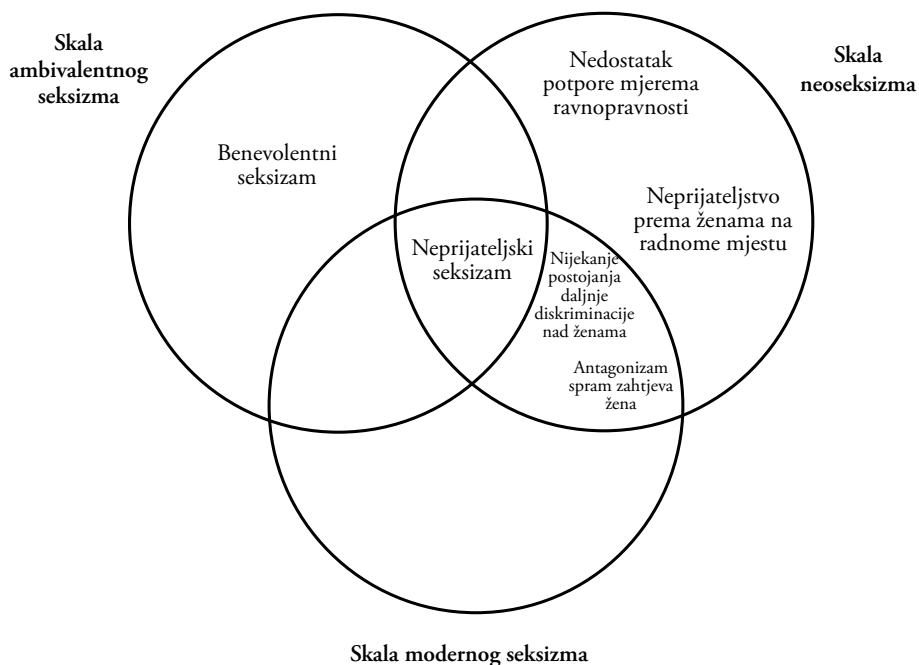 Skala
ambivalentnog
seksizma
Nedostatak
potpore mjerema
ravnopravnosti
Skala
neoseksizma
Benevolentni
seksizam
Neprijateljstvo
prema ženama na
radnome mjestu
Neprijateljski
seksizam
Nijekanje
postojanja
daljnje
diskriminacije
nad ženama
Antagonizam
spram zahtjeva
žena
Skala modernog seksizma